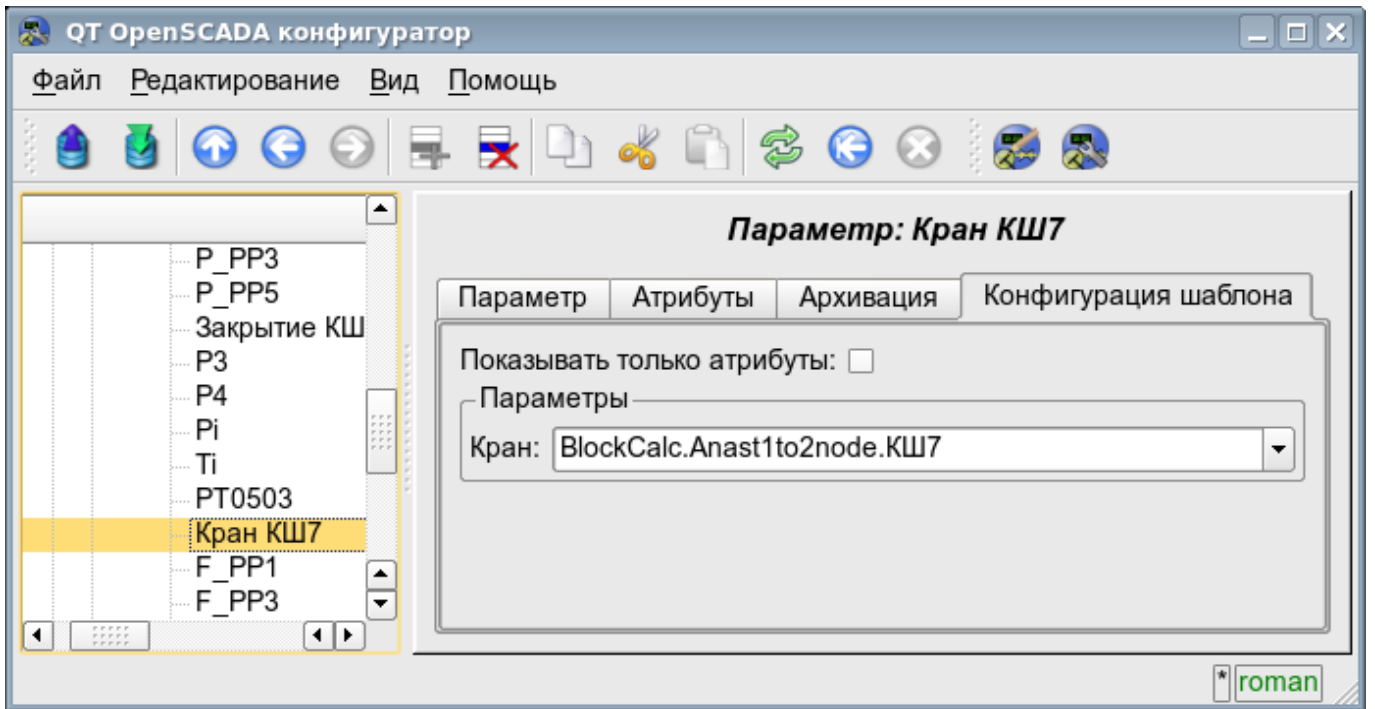 QT OpenSCADA конфигуратор
Файл Редактирование Вид Помощь
Параметр: Кран КШ7
P_PP3
P_PP5
Закрытие КШ
P3
P4
Pi
Ti
PT0503
Кран КШ7
F_PP1
F_PP3
Параметр Атрибуты Архивация Конфигурация шаблона
Показывать только атрибуты:
Параметры
Кран: BlockCalc.Anast1to2node.КШ7
* roman